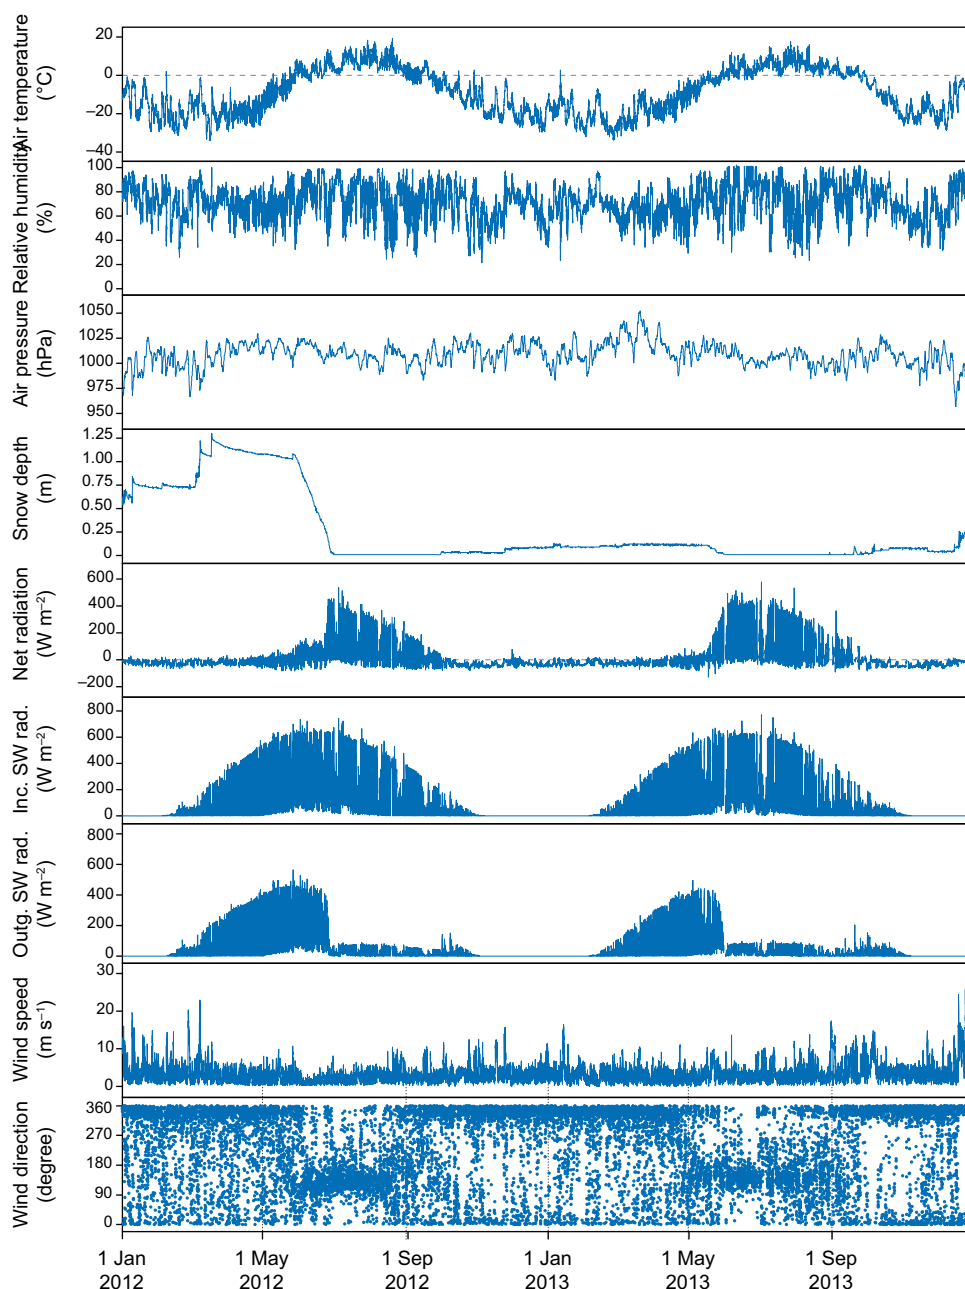 Air temperature
(°C)
20
0
−20
−40
Relative humidity
(%)
100
80
60
40
20
0
Air pressure
(hPa)
1050
1025
1000
975
950
Snow depth
(m)
1.25
1.00
0.75
0.50
0.25
0
Net radiation
(W m−2)
600
400
200
0
−200
Inc. SW rad.
(W m−2)
800
600
400
200
0
Outg. SW rad.
(W m−2)
800
600
400
200
0
Wind speed
(m s−1)
30
20
10
0
Wind direction
(degree)
360
270
180
90
0
1 Jan 1 May 1 Sep 1 Jan 1 May 1 Sep
2012 2012 2012 2013 2013 2013